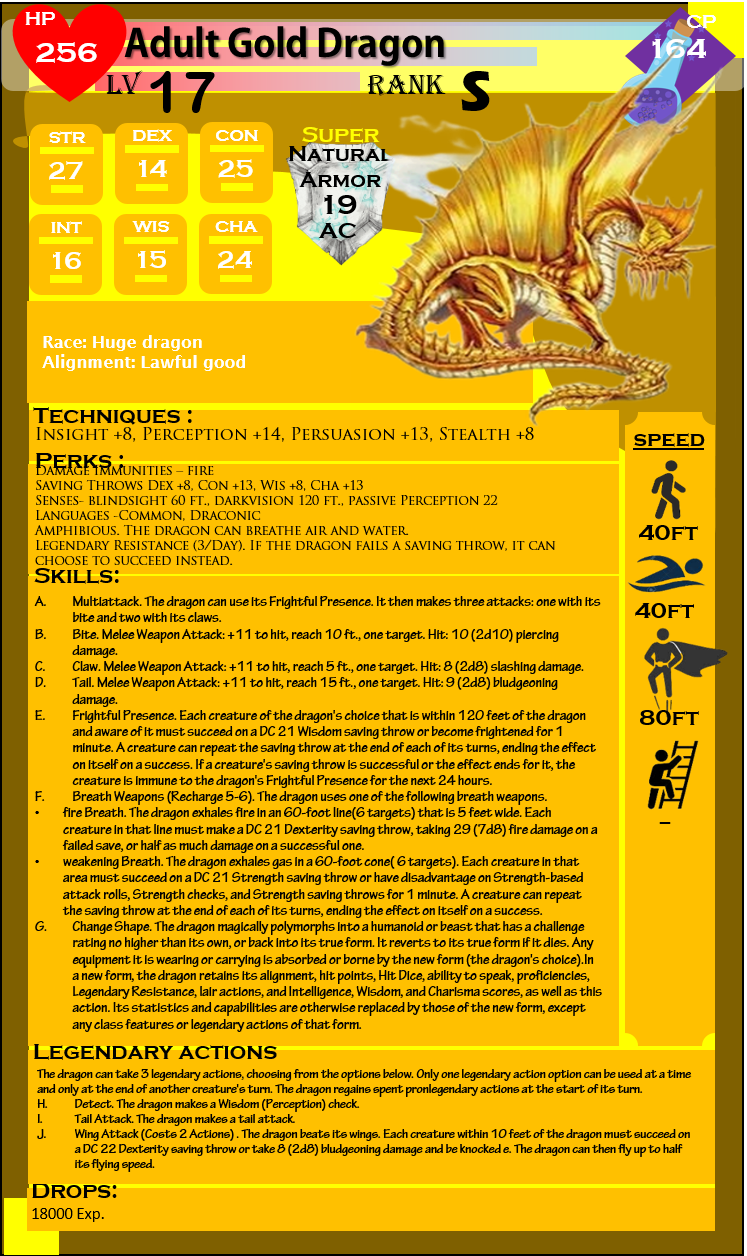 HP
256
Adult Gold Dragon
CP
164
LV 17
RANK S
STR
27
DEX
14
CON
25
INT
16
WIS
15
CHA
24
SUPER
NATURAL
ARMOR
19
AC
Race: Huge dragon
Alignment: Lawful good
TECHNIQUES :
INSIGHT +8, PERCEPTION +14, PERSUASION +13, STEALTH +8
PERKS :
DAMAGE IMMUNITIES – FIRE
SAVING THROWS DEX +8, CON +13, WIS +8, CHA +13
SENSES- BLINDSIGHT 60 FT., DARKVISION 120 FT., PASSIVE PERCEPTION 22
LANGUAGES -COMMON, DRACONIC
AMPHIBIOUS. THE DRAGON CAN BREATHE AIR AND WATER.
LEGENDARY RESISTANCE (3/DAY). IF THE DRAGON FAILS A SAVING THROW, IT CAN
CHOOSE TO SUCCEED INSTEAD.
SKILLS:
A. Multiattack. The dragon can use its Frightful Presence. It then makes three attacks: one with its
bite and two with its claws.
B. Bite. Melee Weapon Attack: +11 to hit, reach 10 ft., one target. Hit: 10 (2d10) piercing
damage.
C. Claw. Melee Weapon Attack: +11 to hit, reach 5 ft., one target. Hit: 8 (2d8) slashing damage.
D. Tail. Melee Weapon Attack: +11 to hit, reach 15 ft., one target. Hit: 9 (2d8) bludgeoning
damage.
E. Frightful Presence. Each creature of the dragon's choice that is within 120 feet of the dragon
and aware of it must succeed on a DC 21 Wisdom saving throw or become frightened for 1
minute. A creature can repeat the saving throw at the end of each of its turns, ending the effect
on itself on a success. If a creature's saving throw is successful or the effect ends for it, the
creature is immune to the dragon's Frightful Presence for the next 24 hours.
F. Breath Weapons (Recharge 5-6). The dragon uses one of the following breath weapons.
• fire Breath. The dragon exhales fire in an 60-foot line(6 targets) that is 5 feet wide. Each
creature in that line must make a DC 21 Dexterity saving throw, taking 29 (7d8) fire damage on a
failed save, or half as much damage on a successful one.
• weakening Breath. The dragon exhales gas in a 60-foot cone( 6 targets). Each creature in that
area must succeed on a DC 21 Strength saving throw or have disadvantage on Strength-based
attack rolls, Strength checks, and Strength saving throws for 1 minute. A creature can repeat
the saving throw at the end of each of its turns, ending the effect on itself on a success.
G. Change Shape. The dragon magically polymorphs into a humanoid or beast that has a challenge
rating no higher than its own, or back into its true form. It reverts to its true form if it dies. Any
equipment it is wearing or carrying is absorbed or borne by the new form (the dragon's choice).In
a new form, the dragon retains its alignment, hit points, Hit Dice, ability to speak, proficiencies,
Legendary Resistance, lair actions, and Intelligence, Wisdom, and Charisma scores, as well as this
action. Its statistics and capabilities are otherwise replaced by those of the new form, except
any class features or legendary actions of that form.
SPEED
40FT
40FT
80FT
–
LEGENDARY ACTIONS
The dragon can take 3 legendary actions, choosing from the options below. Only one legendary action option can be used at a time
and only at the end of another creature's turn. The dragon regains spent pronlegendary actions at the start of its turn.
H. Detect. The dragon makes a Wisdom (Perception) check.
I. Tail Attack. The dragon makes a tail attack.
J. Wing Attack (Costs 2 Actions) . The dragon beats its wings. Each creature within 10 feet of the dragon must succeed on
a DC 22 Dexterity saving throw or take 8 (2d8) bludgeoning damage and be knocked e. The dragon can then fly up to half
its flying speed.
DROPS:
18000 Exp.